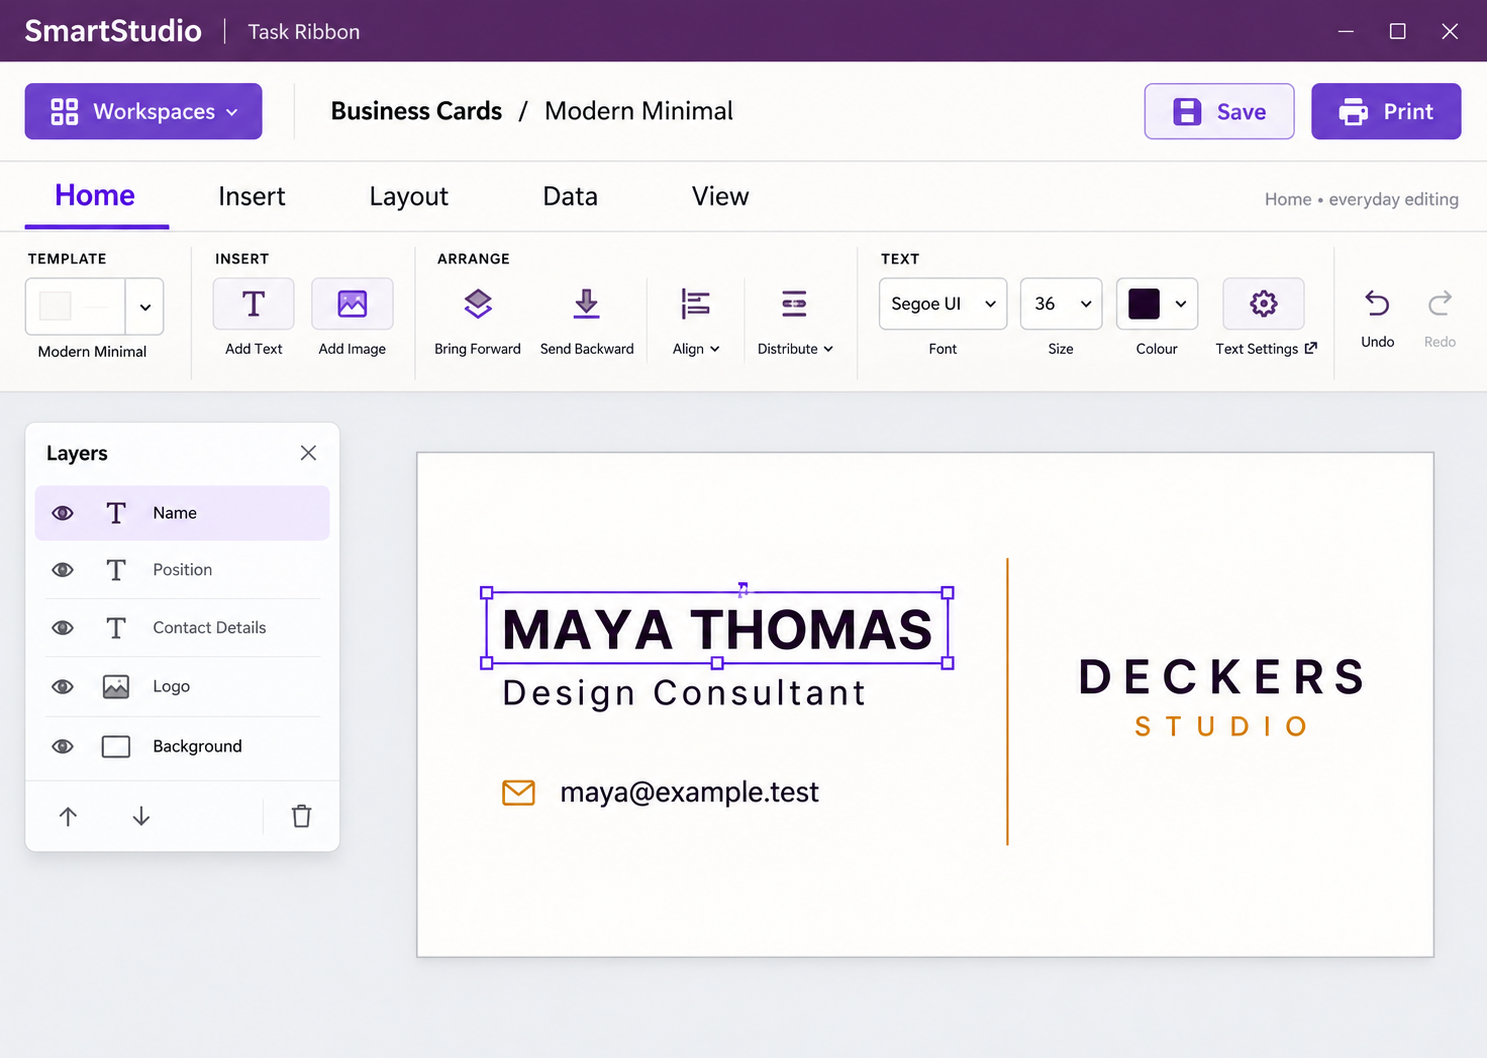 SmartStudio | Task Ribbon
Workspaces
Business Cards / Modern Minimal
Save
Print
Home
Insert
Layout
Data
View
Home • everyday editing
TEMPLATE
Modern Minimal
INSERT
Add Text
Add Image
ARRANGE
Bring Forward
Send Backward
Align
Distribute
TEXT
Segoe UI
Font
36
Size
Colour
Text Settings
Undo
Redo
Layers
Name
Position
Contact Details
Logo
Background
MAYA THOMAS
Design Consultant
maya@example.test
DECKERS
STUDIO